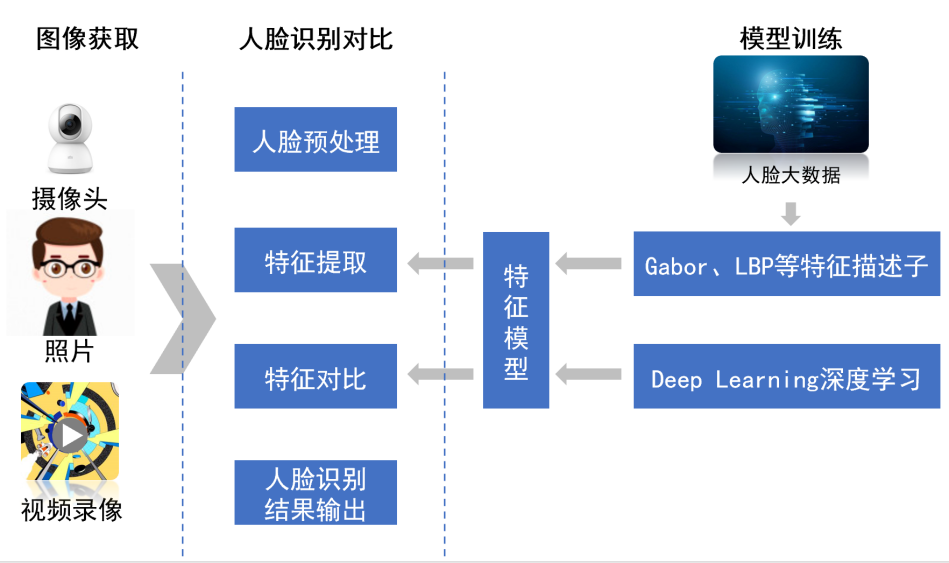 图像获取
人脸识别对比
模型训练
摄像头
照片
视频录像
人脸预处理
特征提取
特征对比
人脸识别
结果输出
特
征
模
型
人脸大数据
Gabor、LBP等特征描述子
Deep Learning深度学习